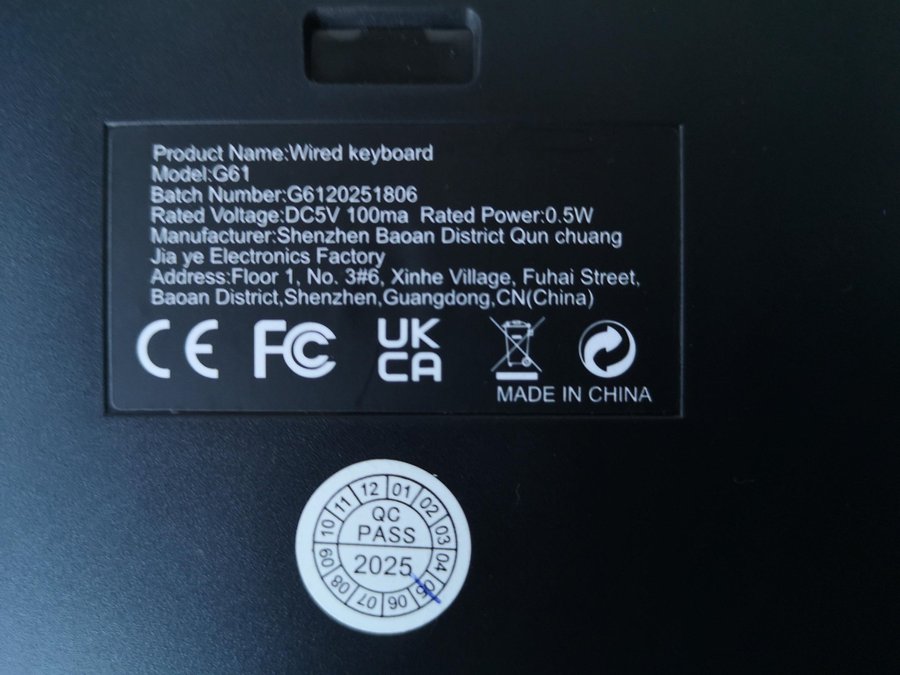 Product Name:Wired keyboard
Model:G61
Batch Number:G6120251806
Rated Voltage:DC5V 100ma Rated Power:0.5W
Manufacturer:Shenzhen Baoan District Qun chuang
Jia ye Electronics Factory
Address:Floor 1, No. 3#6, Xinhe Village, Fuhai Street,
Baoan District,Shenzhen,Guangdong,CN(China)
CE FC UK
CA
MADE IN CHINA
12 01 02 03 04 05 06 07 08 09 10 11
QC
PASS
2025